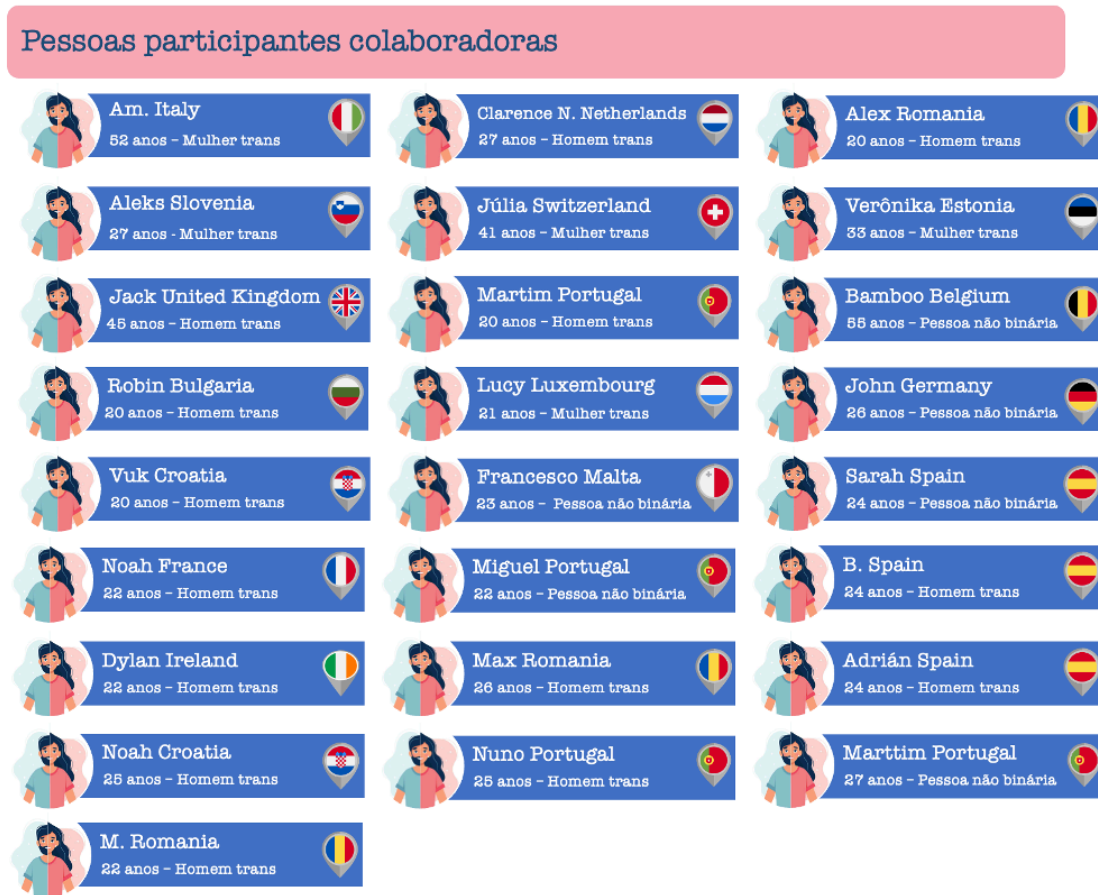 Pessoas participantes colaboradoras
Am. Italy
52 anos – Mulher trans
Clarence N. Netherlands
27 anos – Homem trans
Alex Romania
20 anos – Homem trans
Aleks Slovenia
27 anos - Mulher trans
Júlia Switzerland
41 anos – Mulher trans
Verônika Estonia
33 anos – Mulher trans
Jack United Kingdom
45 anos – Homem trans
Martim Portugal
20 anos – Homem trans
Bamboo Belgium
55 anos – Pessoa não binária
Robin Bulgaria
20 anos – Homem trans
Lucy Luxembourg
21 anos – Mulher trans
John Germany
26 anos – Pessoa não binária
Vuk Croatia
20 anos – Homem trans
Francesco Malta
23 anos – Pessoa não binária
Sarah Spain
24 anos – Pessoa não binária
Noah France
22 anos – Homem trans
Miguel Portugal
22 anos – Pessoa não binária
B. Spain
24 anos – Homem trans
Dylan Ireland
22 anos – Homem trans
Max Romania
26 anos – Homem trans
Adrián Spain
24 anos – Homem trans
Noah Croatia
25 anos – Homem trans
Nuno Portugal
25 anos – Homem trans
Marttim Portugal
27 anos – Pessoa não binária
M. Romania
22 anos – Homem trans